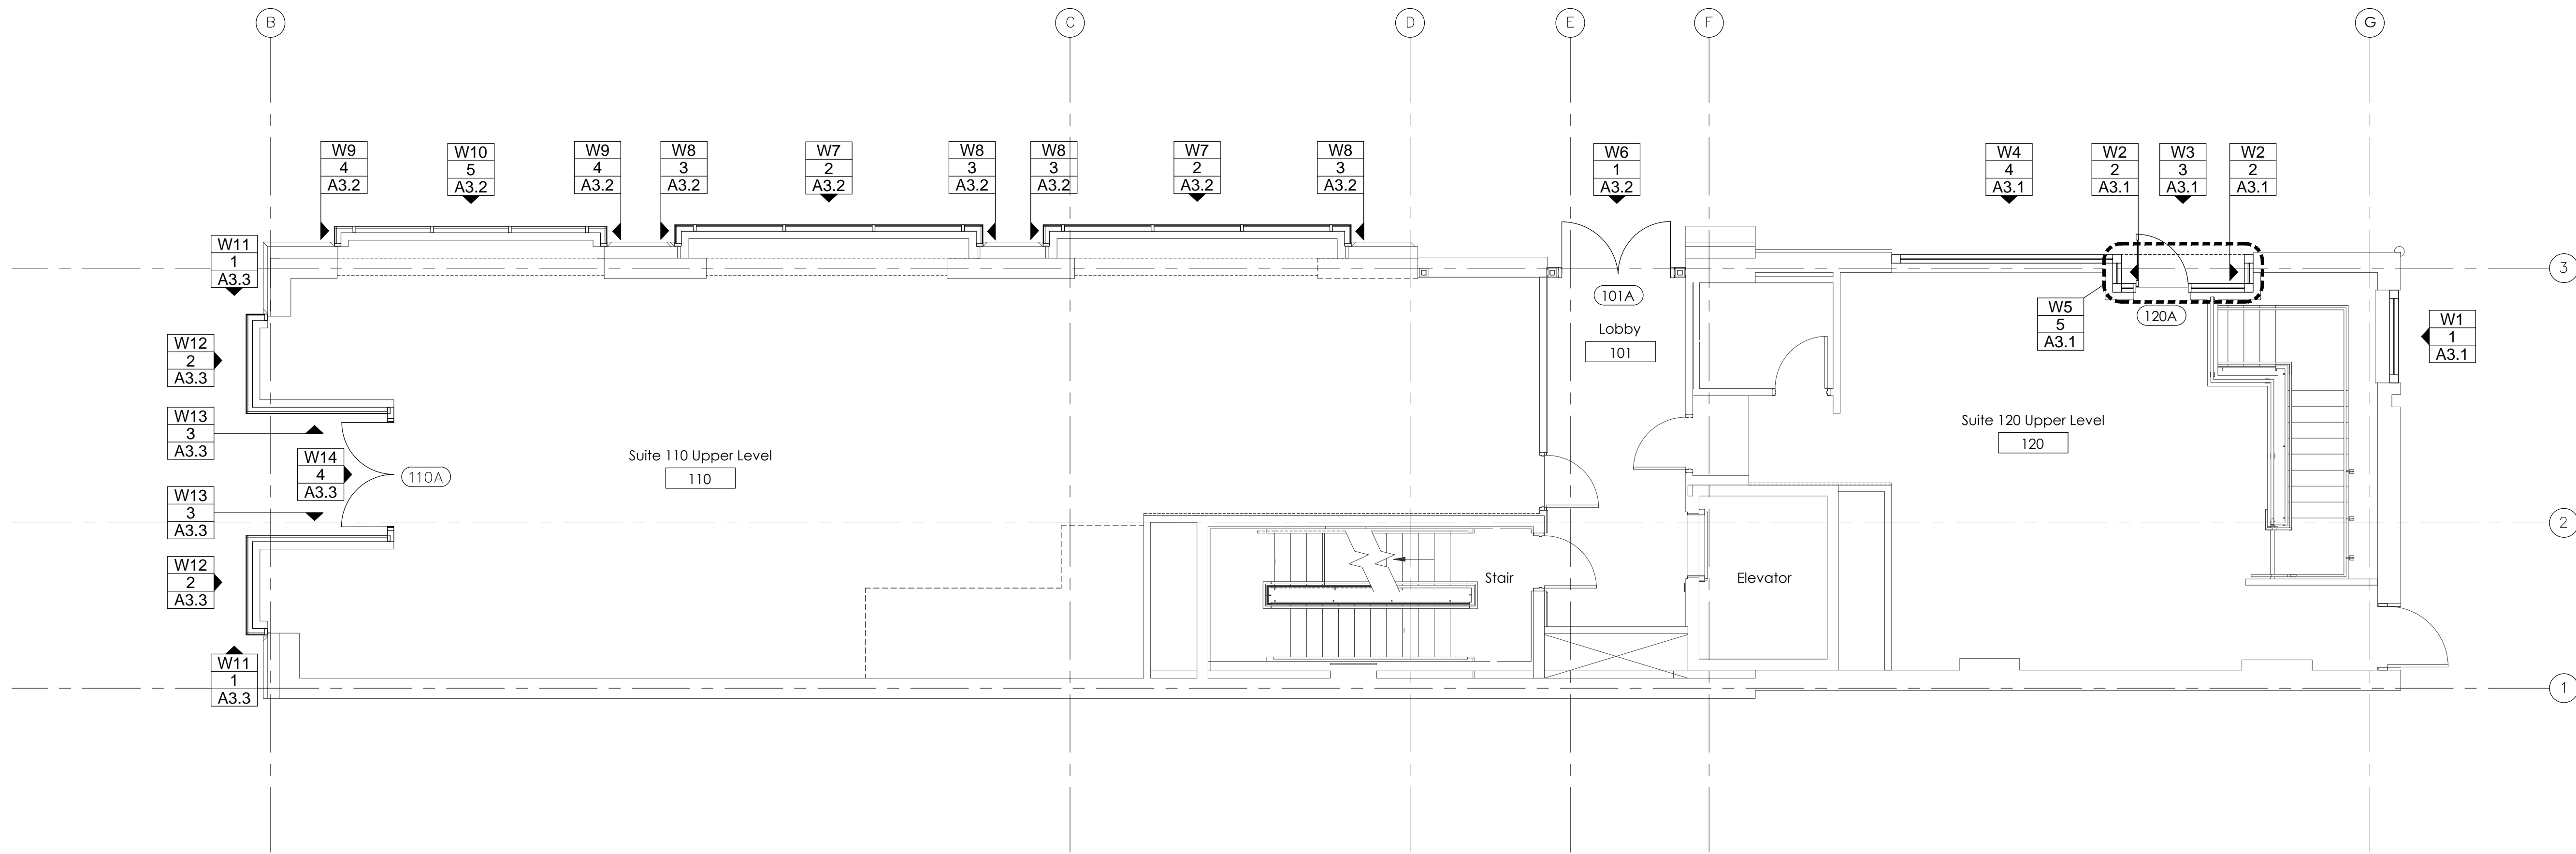 B
C
D
E
F
G
W9
4
A3.2
W10
5
A3.2
W9
4
A3.2
W8
3
A3.2
W7
2
A3.2
W8
3
A3.2
W8
3
A3.2
W7
2
A3.2
W8
3
A3.2
W6
1
A3.2
W4
4
A3.1
W2
2
A3.1
W3
3
A3.1
W2
2
A3.1
W11
1
A3.3
3
101A
W5
5
A3.1
120A
W1
1
A3.1
Lobby
101
W12
2
A3.3
W13
3
A3.3
W14
4
A3.3
110A
Suite 110 Upper Level
110
Suite 120 Upper Level
120
W13
3
A3.3
2
W12
2
A3.3
Stair
Elevator
W11
1
A3.3
1